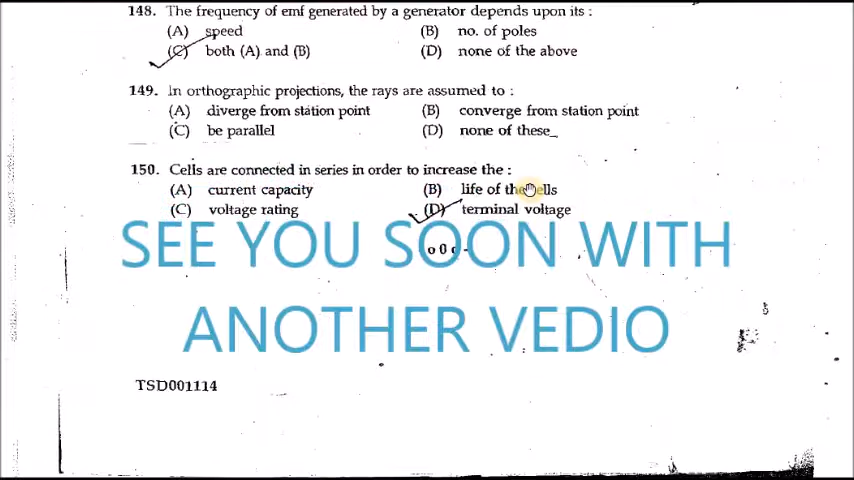 148. The frequency of emf generated by a generator depends upon its :
(A) speed (B) no. of poles
(C) both (A) and (B) (D) none of the above
149. In orthographic projections, the rays are assumed to :
(A) diverge from station point (B) converge from station point
(C) be parallel (D) none of these
150. Cells are connected in series in order to increase the :
(A) current capacity (B) life of the cells
(C) voltage rating (D) terminal voltage
SEE YOU SOON WITH
ANOTHER VEDIO
TSD001114